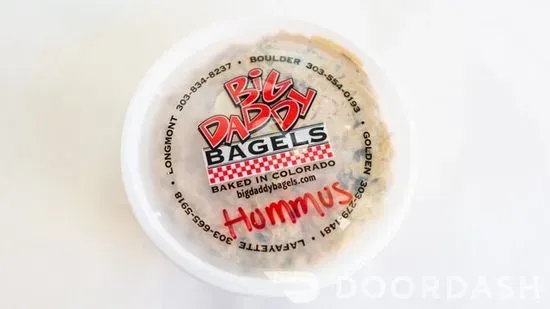 BIG
DADDY
BAGELS
BAKED IN COLORADO
bigdaddybagels.com
Hummus
LONGMONT 303-834-8237 • BOULDER 303-554-0193 • GOLDEN 303-279-1481 • LAFAYETTE 303-665-5918 •
DOORDASH